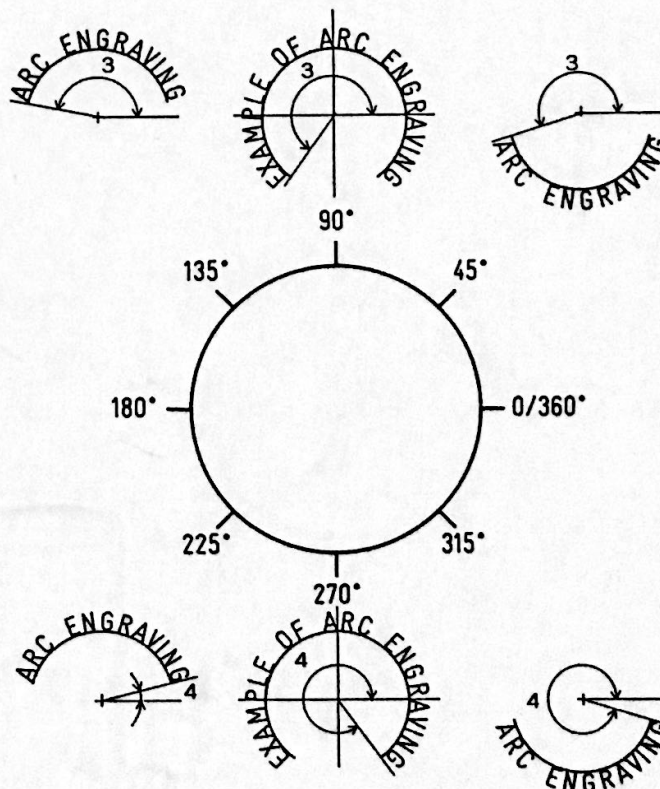 ARC ENGRAVING
3
EXAMPLE OF ARC ENGRAVING
3
3
ARC ENGRAVING
90°
135°
45°
180°
0/360°
225°
315°
270°
ARC ENGRAVING
4
EXAMPLE OF ARC ENGRAVING
4
4
ARC ENGRAVING